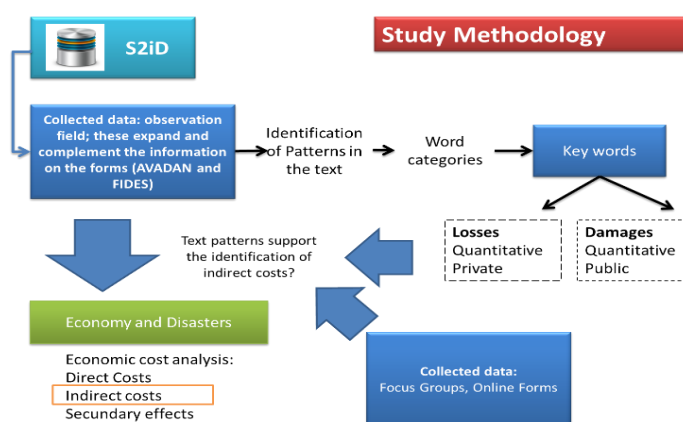 S2iD
Study Methodology
Collected data: observation
field; these expand and
complement the information
on the forms (AVADAN and
FIDES)
Identification
of Patterns in
the text
Word
categories
Key words
Losses
Quantitative
Private
Damages
Quantitative
Public
Text patterns support
the identification of
indirect costs?
Economy and Disasters
Economic cost analysis:
Direct Costs
Indirect costs
Secundary effects
Collected data:
Focus Groups, Online Forms